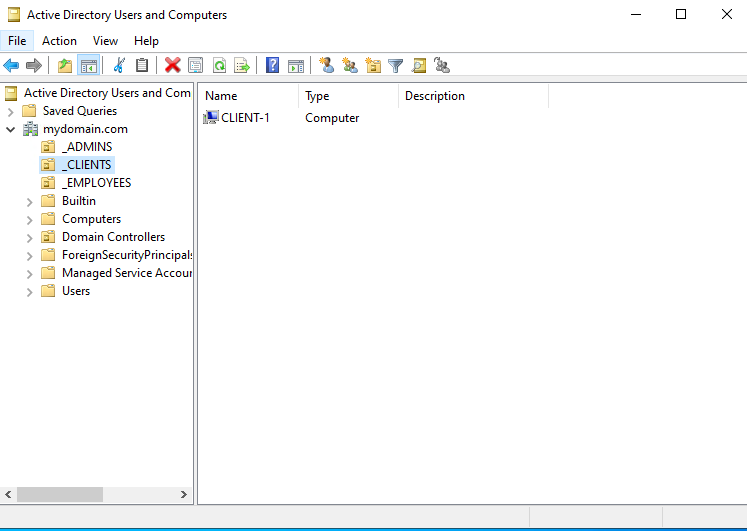 Active Directory Users and Computers
File Action View Help
Active Directory Users and Com
Saved Queries
mydomain.com
_ADMINS
_CLIENTS
_EMPLOYEES
Builtin
Computers
Domain Controllers
ForeignSecurityPrincipals
Managed Service Accour
Users
Name Type Description
CLIENT-1 Computer